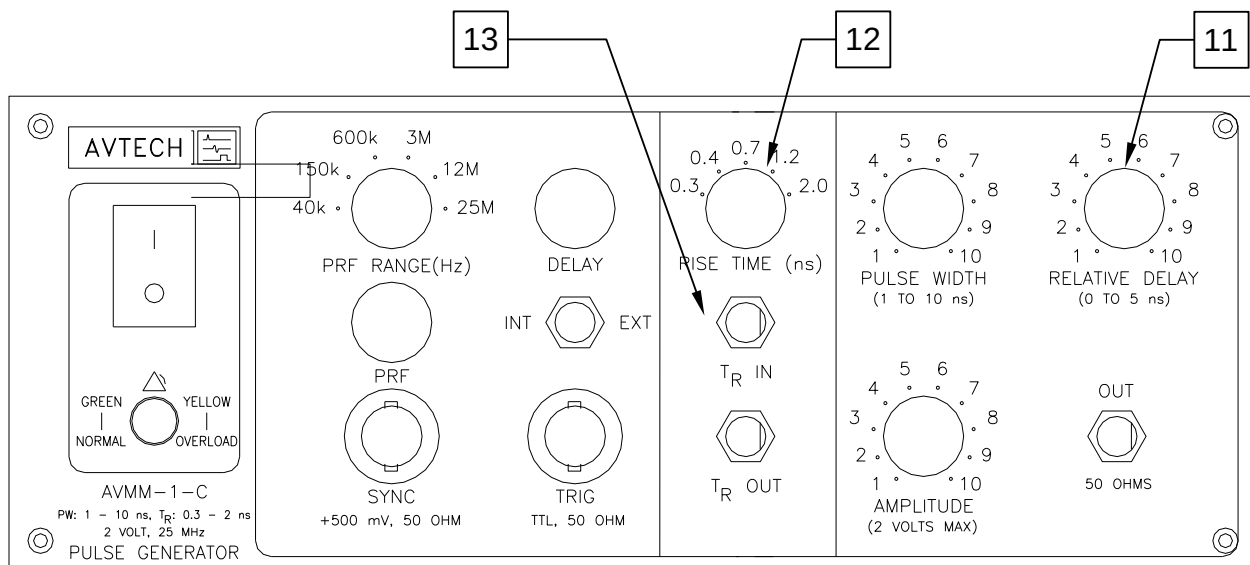 13
12
11
AVTECH
GREEN
NORMAL
YELLOW
OVERLOAD
AVMM-1-C
PW: 1 - 10 ns, TR: 0.3 - 2 ns
2 VOLT, 25 MHz
PULSE GENERATOR
40k
150k
600k
3M
12M
25M
PRF RANGE(Hz)
PRF
SYNC
+500 mV, 50 OHM
DELAY
INT
EXT
TRIG
TTL, 50 OHM
0.3
0.4
0.7
1.2
2.0
RISE TIME (ns)
TR IN
TR OUT
1
2
3
4
5
6
7
8
9
10
PULSE WIDTH
(1 TO 10 ns)
1
2
3
4
5
6
7
8
9
10
RELATIVE DELAY
(0 TO 5 ns)
1
2
3
4
5
6
7
8
9
10
AMPLITUDE
(2 VOLTS MAX)
OUT
50 OHMS